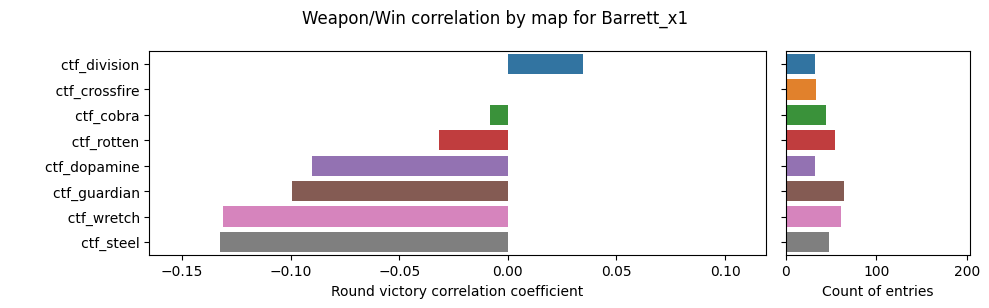 Weapon/Win correlation by map for Barrett_x1
ctf_division
ctf_crossfire
ctf_cobra
ctf_rotten
ctf_dopamine
ctf_guardian
ctf_wretch
ctf_steel
−0.15 −0.10 −0.05 0.00 0.05 0.10
Round victory correlation coefficient
0 100 200
Count of entries